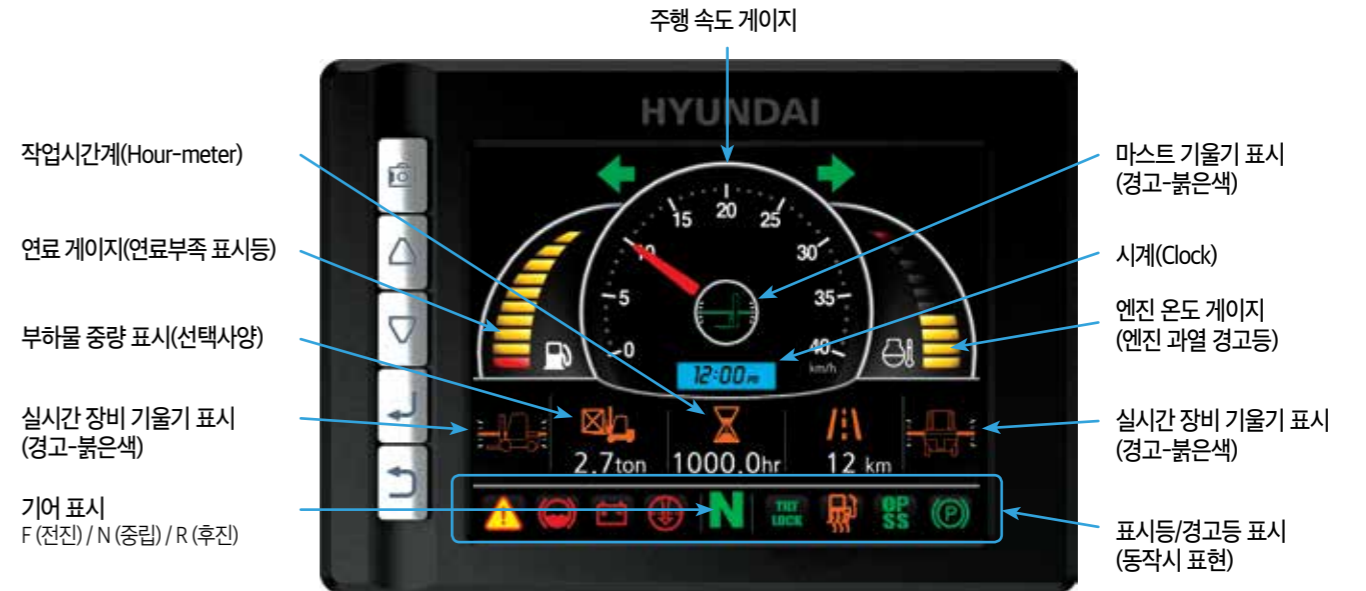 주행 속도 게이지
HYUNDAI
작업시간계(Hour-meter)
연료 게이지(연료부족 표시등)
부하물 중량 표시(선택사양)
실시간 장비 기울기 표시
(경고-붉은색)
기어 표시
F (전진) / N (중립) / R (후진)
0
5
10
15
20
25
30
35
40
km/h
12:00 PM
2.7ton
1000.0hr
12 km
N
TILT
LOCK
OP
SS
P
마스트 기울기 표시
(경고-붉은색)
시계(Clock)
엔진 온도 게이지
(엔진 과열 경고등)
실시간 장비 기울기 표시
(경고-붉은색)
표시등/경고등 표시
(동작시 표현)